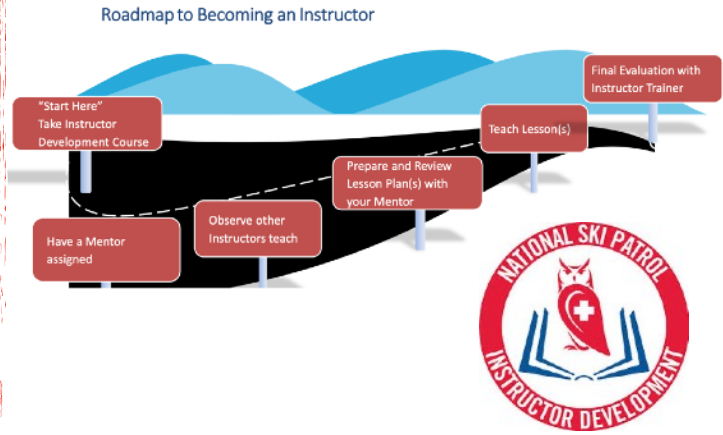 Roadmap to Becoming an Instructor
"Start Here"
Take Instructor
Development Course
Have a Mentor
assigned
Observe other
Instructors teach
Prepare and Review
Lesson Plan(s) with
your Mentor
Teach Lesson(s)
Final Evaluation with
Instructor Trainer
NATIONAL SKI PATROL
INSTRUCTOR DEVELOPMENT